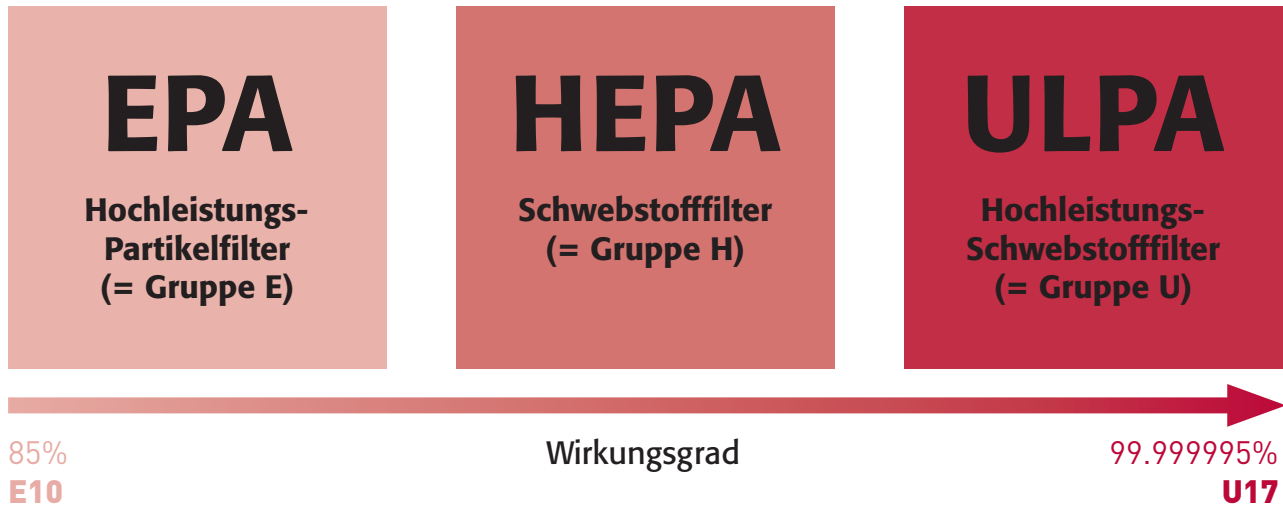 EPA
Hochleistungs-
Partikelfilter
(= Gruppe E)
HEPA
Schwebstofffilter
(= Gruppe H)
ULPA
Hochleistungs-
Schwebstofffilter
(= Gruppe U)
85%
E10
Wirkungsgrad
99.999995%
U17